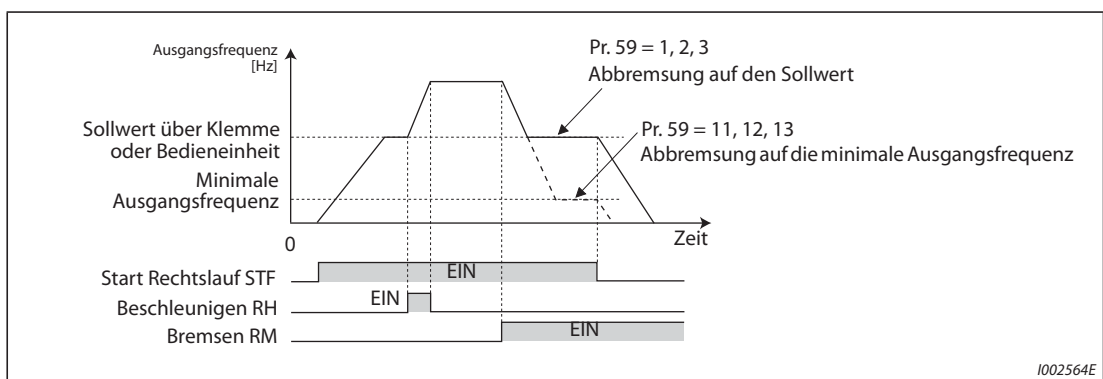 Ausgangsfrequenz
[Hz]
Pr. 59 = 1, 2, 3
Abbremsung auf den Sollwert
Sollwert über Klemme
oder Bedieneinheit
Pr. 59 = 11, 12, 13
Abbremsung auf die minimale Ausgangsfrequenz
Minimale
Ausgangsfrequenz
0
Zeit
Start Rechtslauf STF
EIN
Beschleunigen RH
EIN
Bremsen RM
EIN
I002564E